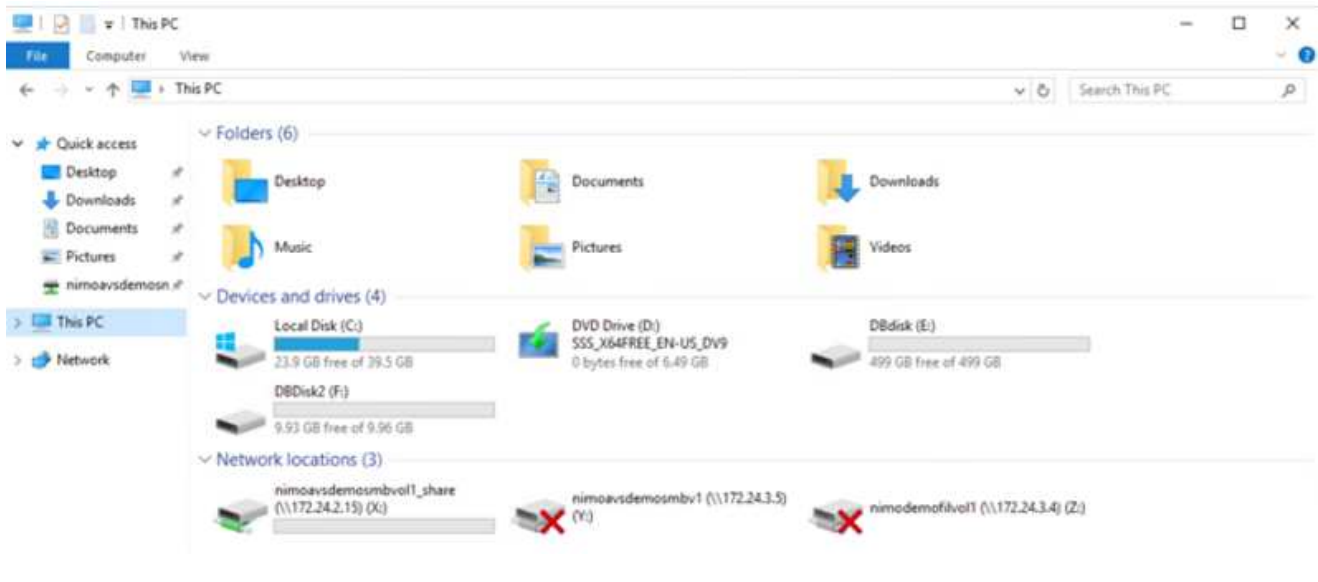 This PC
File Computer View
This PC
Search This PC
Quick access
Desktop
Downloads
Documents
Pictures
nimoavsdemosn
This PC
Network
Folders (6)
Desktop Documents Downloads
Music Pictures Videos
Devices and drives (4)
Local Disk (C:)
23.9 GB free of 39.5 GB
DVD Drive (D:)
SSS_X64FREE_EN-US_DV9
0 bytes free of 6.49 GB
DBdisk (E:)
499 GB free of 499 GB
DBDisk2 (F:)
9.93 GB free of 9.96 GB
Network locations (3)
nimoavsdemosmbvol1_share
(\\172.24.2.15) (X:)
nimoavsdemosmbv1 (\\172.24.3.5)
(Y:)
nimodemofilvol1 (\\172.24.3.4) (Z:)